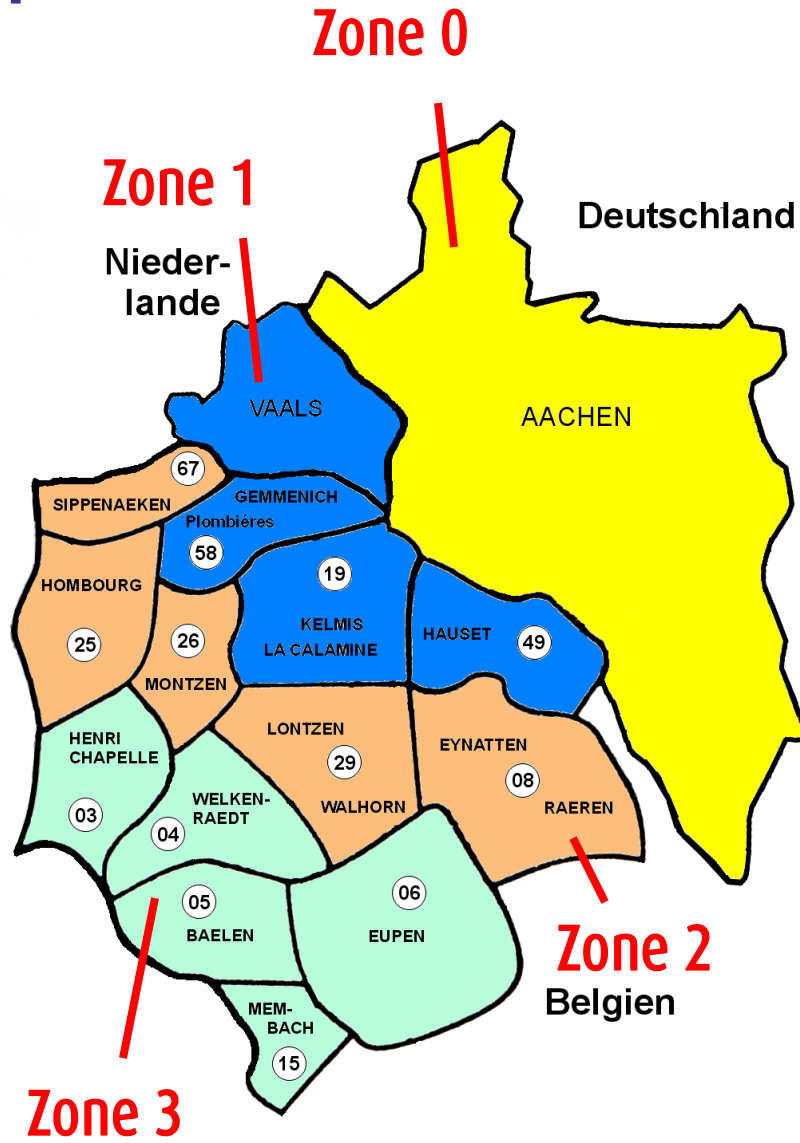 Zone 0
Zone 1
Deutschland
Nieder-
lande
VAALS
AACHEN
67
SIPPENAEKEN
GEMMENICH
Plombiéres
58
HOMBOURG
25
26
MONTZEN
19
KELMIS
LA CALAMINE
HAUSET
49
HENRI
CHAPELLE
03
LONTZEN
29
WALHORN
EYNATTEN
08
RAEREN
WELKEN-
RAEDT
04
05
BAELEN
06
EUPEN
Zone 2
Belgien
MEM-
BACH
15
Zone 3